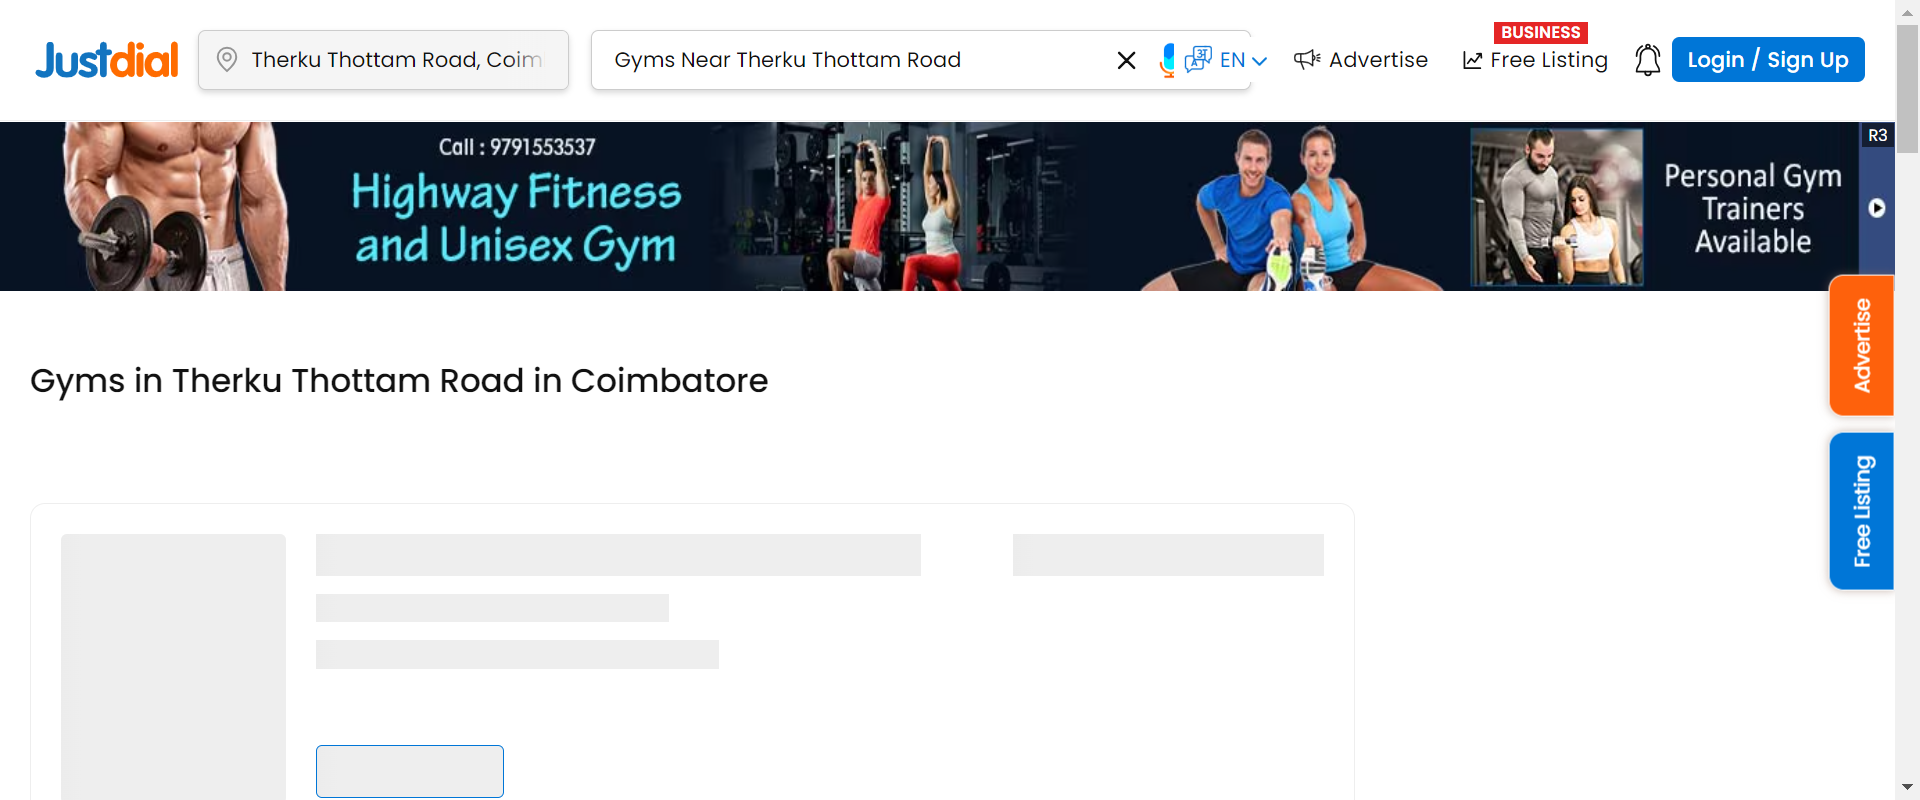 Justdial
Therku Thottam Road, Coim
Gyms Near Therku Thottam Road
EN
Advertise
BUSINESS
Free Listing
Login / Sign Up
Call : 9791553537
Highway Fitness
and Unisex Gym
Personal Gym
Trainers
Available
R3
Advertise
Free Listing
Gyms in Therku Thottam Road in Coimbatore